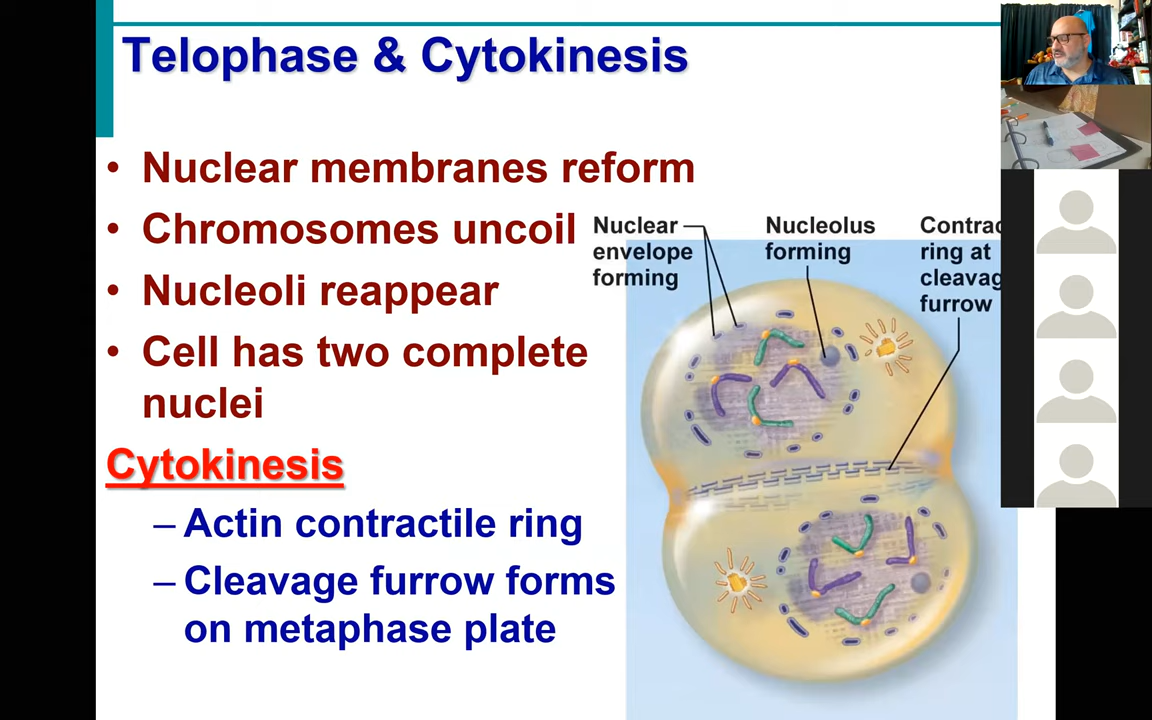 Telophase & Cytokinesis
• Nuclear membranes reform
• Chromosomes uncoil
• Nucleoli reappear
• Cell has two complete
nuclei
Cytokinesis
– Actin contractile ring
– Cleavage furrow forms
on metaphase plate
Nuclear
envelope
forming
Nucleolus
forming
Contrac
ring at
cleavag
furrow